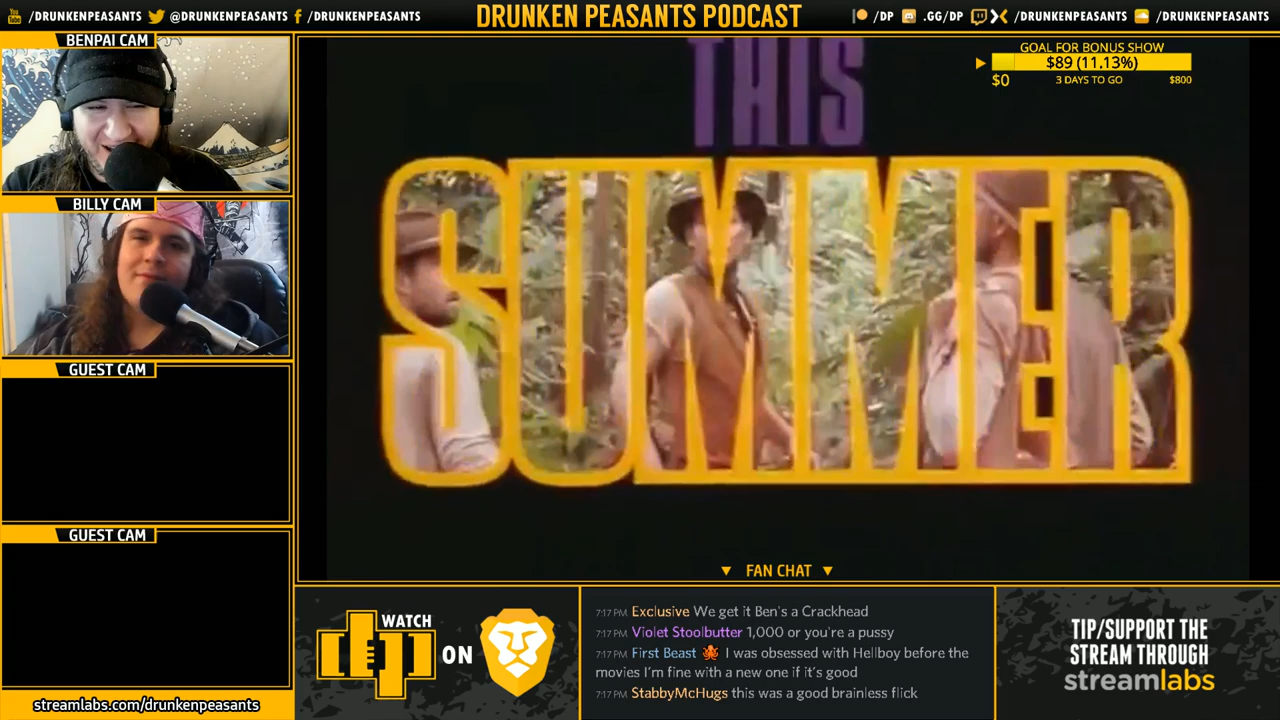 /DRUNKENPEASANTS @DRUNKENPEASANTS /DRUNKENPEASANTS
DRUNKEN PEASANTS PODCAST
/DP .GG/DP /DRUNKENPEASANTS /DRUNKENPEASANTS
BENPAI CAM
BILLY CAM
GUEST CAM
GUEST CAM
streamlabs.com/drunkenpeasants
GOAL FOR BONUS SHOW
$89 (11.13%)
$0 3 DAYS TO GO $800
THIS
SUMMER
FAN CHAT
WATCH
ON
7:17 PM Exclusive We get it Ben's a Crackhead
7:17 PM Violet Stoolbutter 1,000 or you're a pussy
7:17 PM First Beast 🐙 I was obsessed with Hellboy before the
movies I'm fine with a new one if it's good
7:17 PM StabbyMcHugs this was a good brainless flick
TIP/SUPPORT THE
STREAM THROUGH
streamlabs